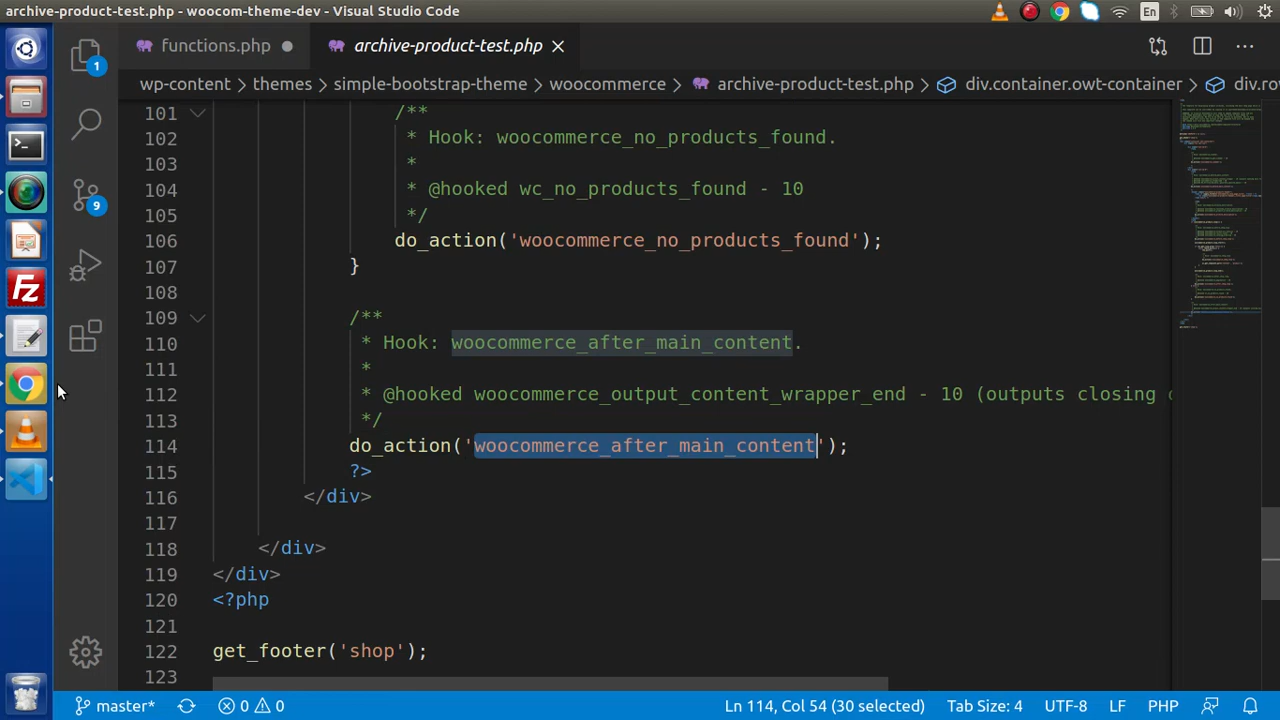 archive-product-test.php - woocom-theme-dev - Visual Studio Code
En
functions.php
archive-product-test.php
wp-content themes simple-bootstrap-theme woocommerce archive-product-test.php div.container.owt-container div.ro
101 /**
102 * Hook: woocommerce_no_products_found.
103 *
104 * @hooked wc_no_products_found - 10
105 */
106 do_action('woocommerce_no_products_found');
107 }
108
109 /**
110 * Hook: woocommerce_after_main_content.
111 *
112 * @hooked woocommerce_output_content_wrapper_end - 10 (outputs closing
113 */
114 do_action('woocommerce_after_main_content');
115 ?>
116 </div>
117
118 </div>
119 </div>
120 <?php
121
122 get_footer('shop');
123
1
9
master* 0 0 Ln 114, Col 54 (30 selected) Tab Size: 4 UTF-8 LF PHP